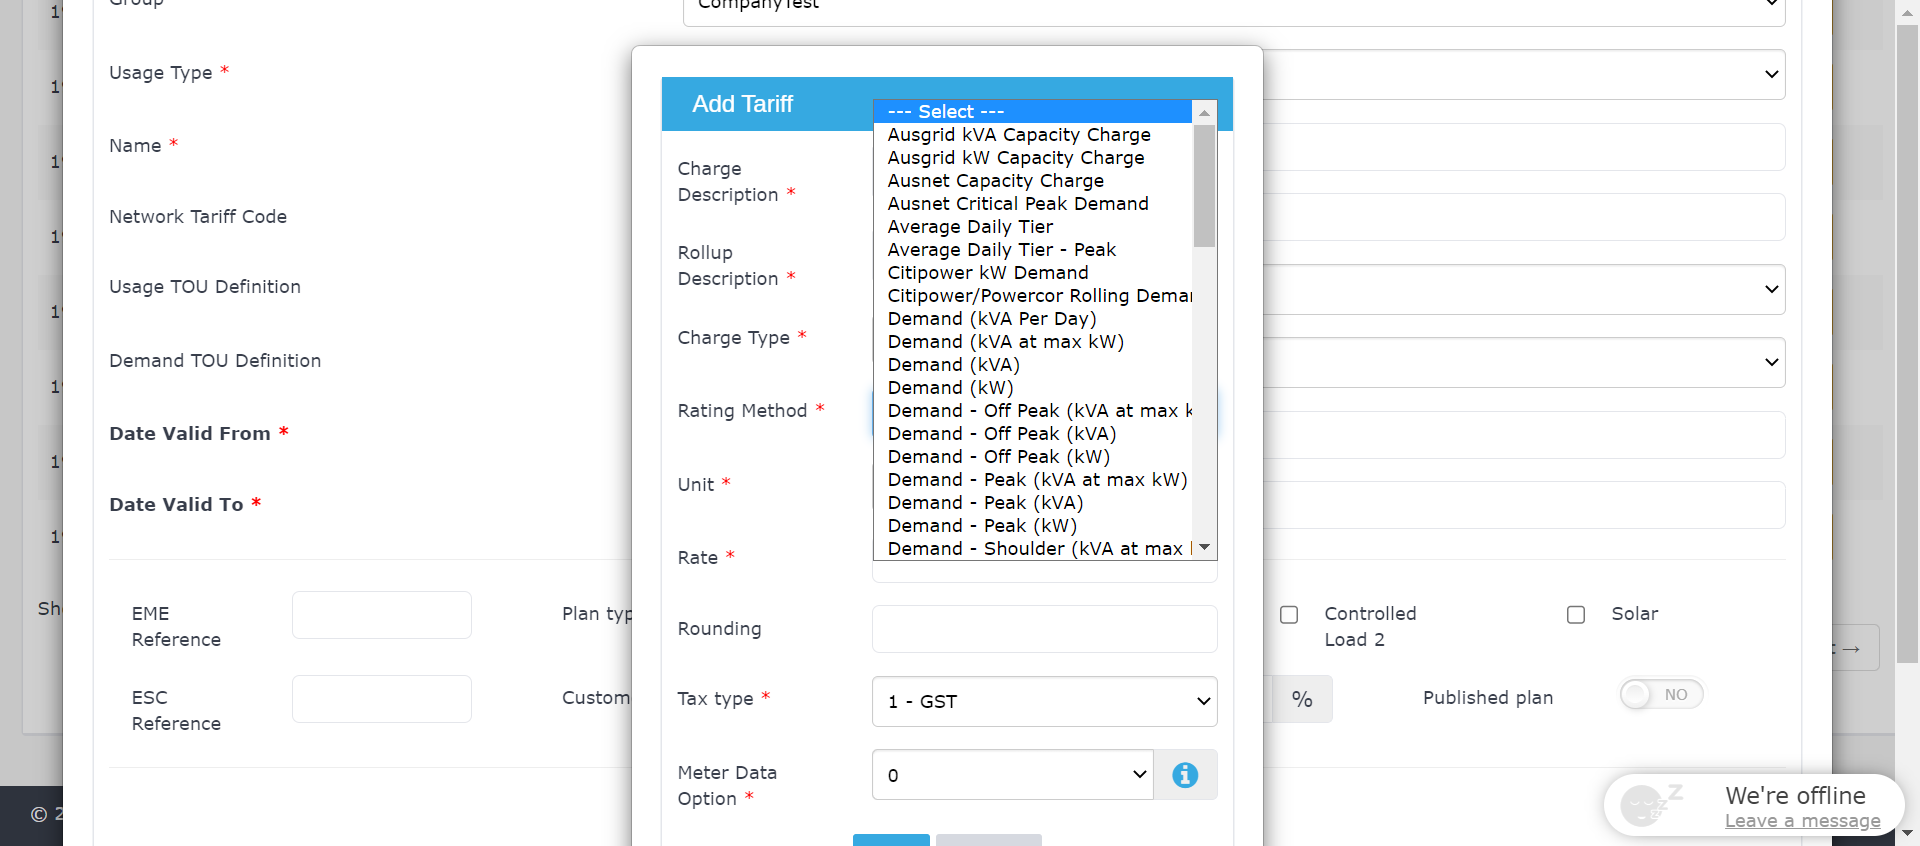 Group
CompanyTest
Usage Type *
Name *
Network Tariff Code
Usage TOU Definition
Demand TOU Definition
Date Valid From *
Date Valid To *
EME
Reference
Plan typ
ESC
Reference
Custom
Add Tariff
Charge
Description *
Rollup
Description *
Charge Type *
Rating Method *
Unit *
Rate *
Rounding
Tax type *
1 - GST
Meter Data
Option *
0
--- Select ---
Ausgrid kVA Capacity Charge
Ausgrid kW Capacity Charge
Ausnet Capacity Charge
Ausnet Critical Peak Demand
Average Daily Tier
Average Daily Tier - Peak
Citipower kW Demand
Citipower/Powercor Rolling Deman
Demand (kVA Per Day)
Demand (kVA at max kW)
Demand (kVA)
Demand (kW)
Demand - Off Peak (kVA at max k
Demand - Off Peak (kVA)
Demand - Off Peak (kW)
Demand - Peak (kVA at max kW)
Demand - Peak (kVA)
Demand - Peak (kW)
Demand - Shoulder (kVA at max
Controlled
Load 2
Solar
%
Published plan
NO
We're offline
Leave a message